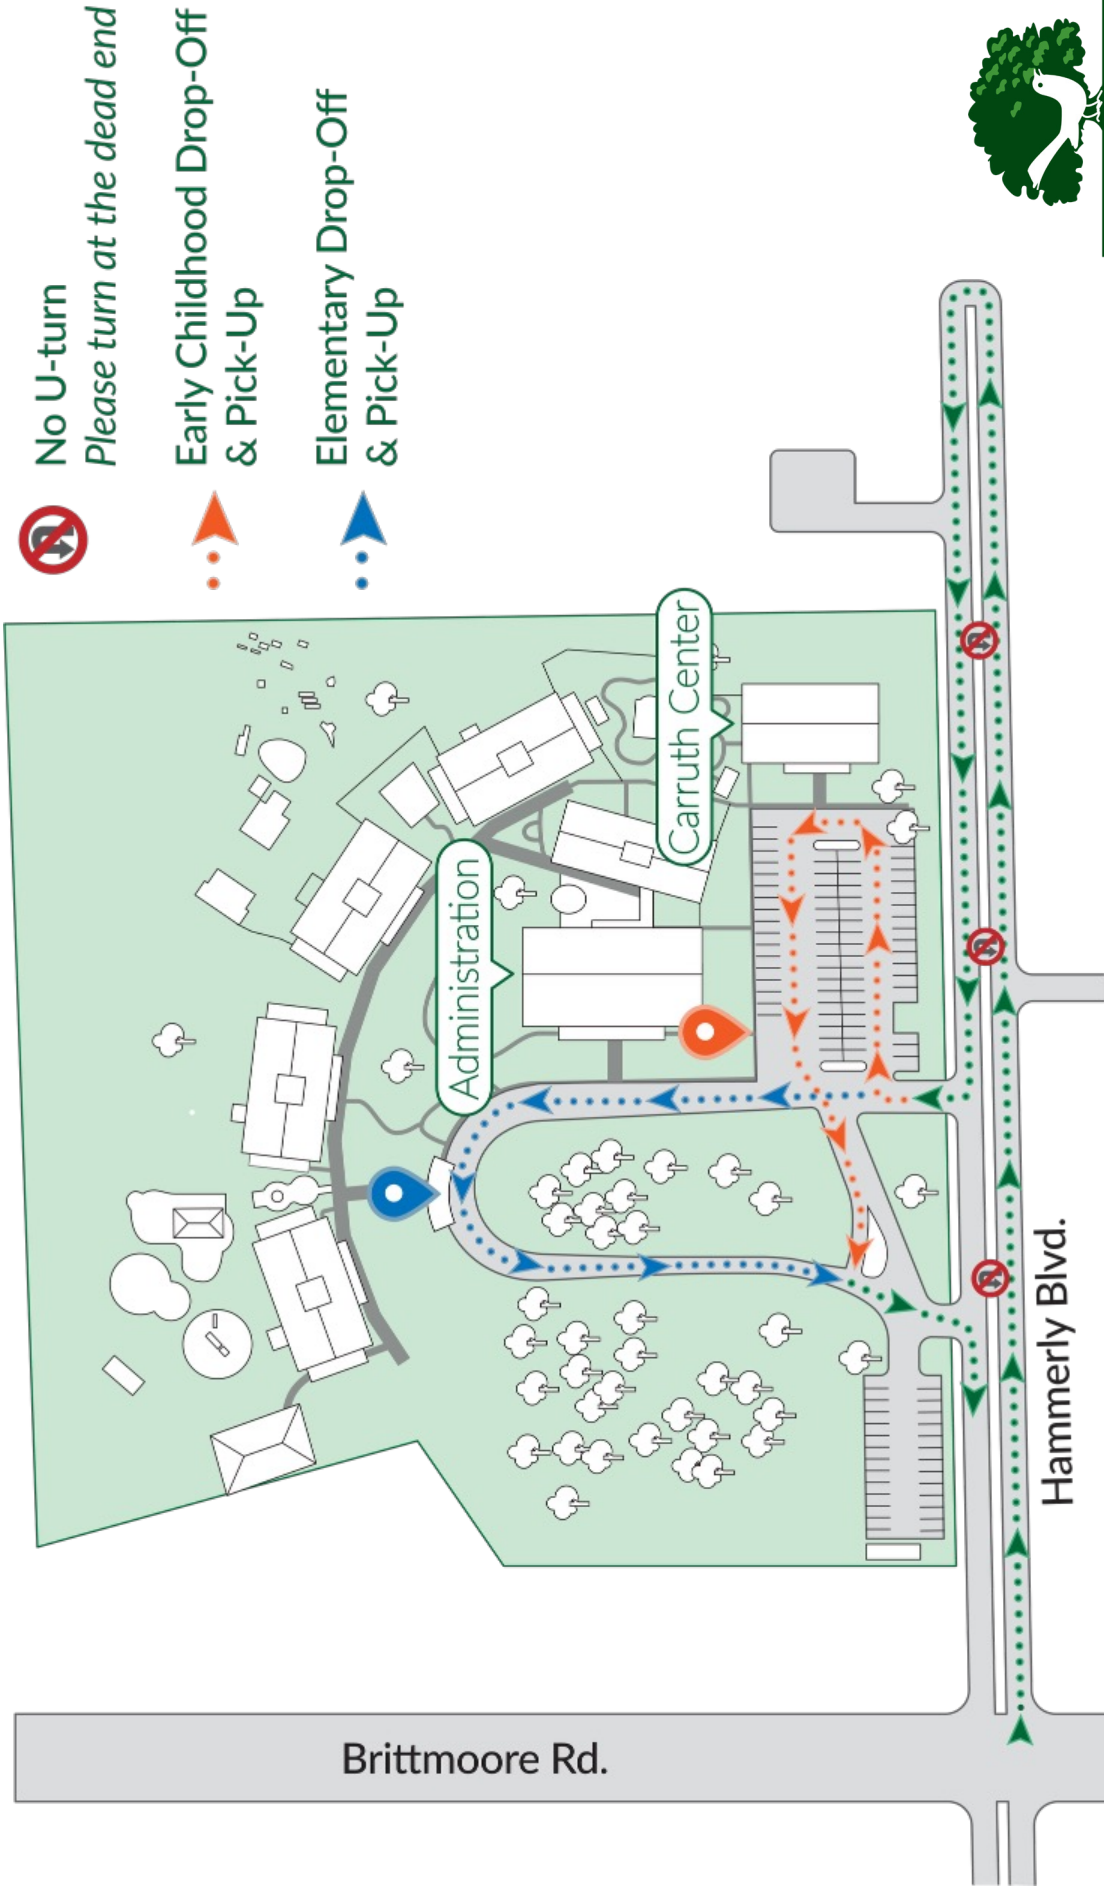 No U-turn
Please turn at the dead end
Early Childhood Drop-Off
& Pick-Up
Elementary Drop-Off
& Pick-Up
Carruth Center
Administration
Hammerly Blvd.
Brittmoore Rd.